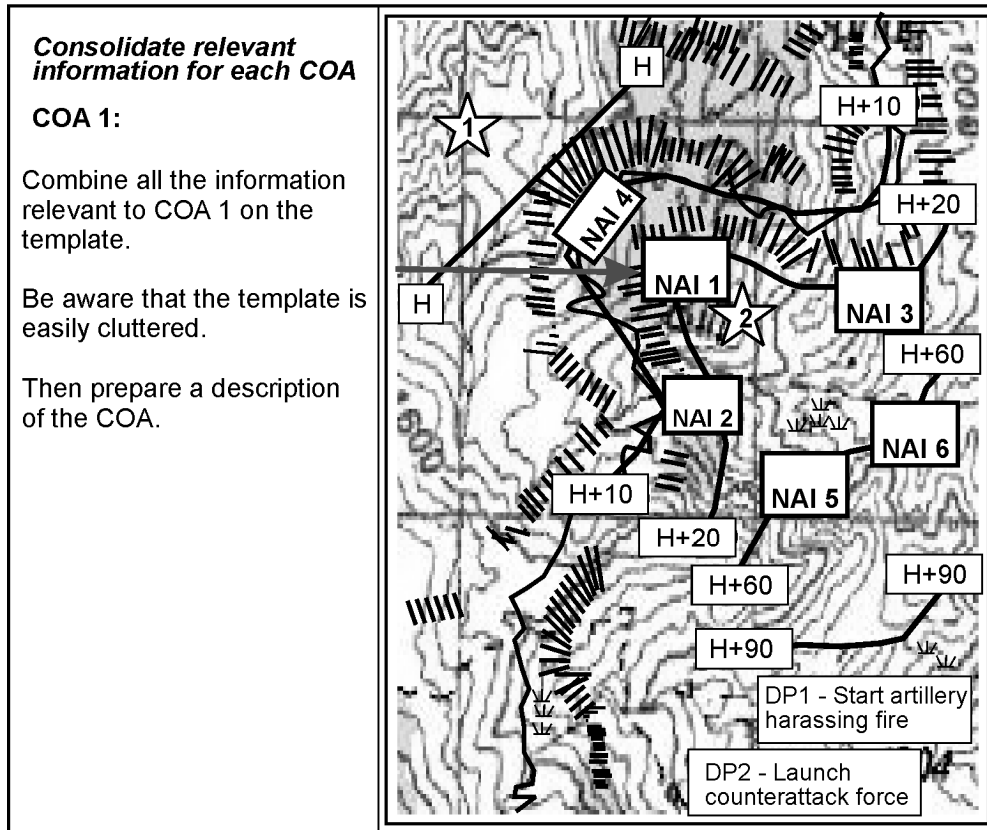 Consolidate relevant
information for each COA
COA 1:
Combine all the information
relevant to COA 1 on the
template.
Be aware that the template is
easily cluttered.
Then prepare a description
of the COA.
H
1000
1
H+10
NAI 4
H+20
H
NAI 1
NAI 3
2
H+60
NAI 2
NAI 6
600
H+10
NAI 5
H+20
H+60
H+90
H+90
DP1 - Start artillery
harassing fire
DP2 - Launch
counterattack force